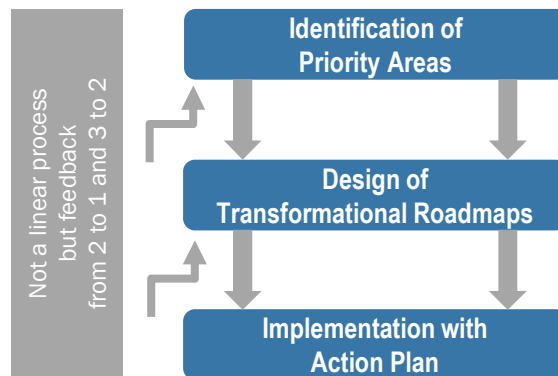 Identification of
Priority Areas
Not a linear process
but feedback
from 2 to 1 and 3 to 2
Design of
Transformational Roadmaps
Implementation with
Action Plan